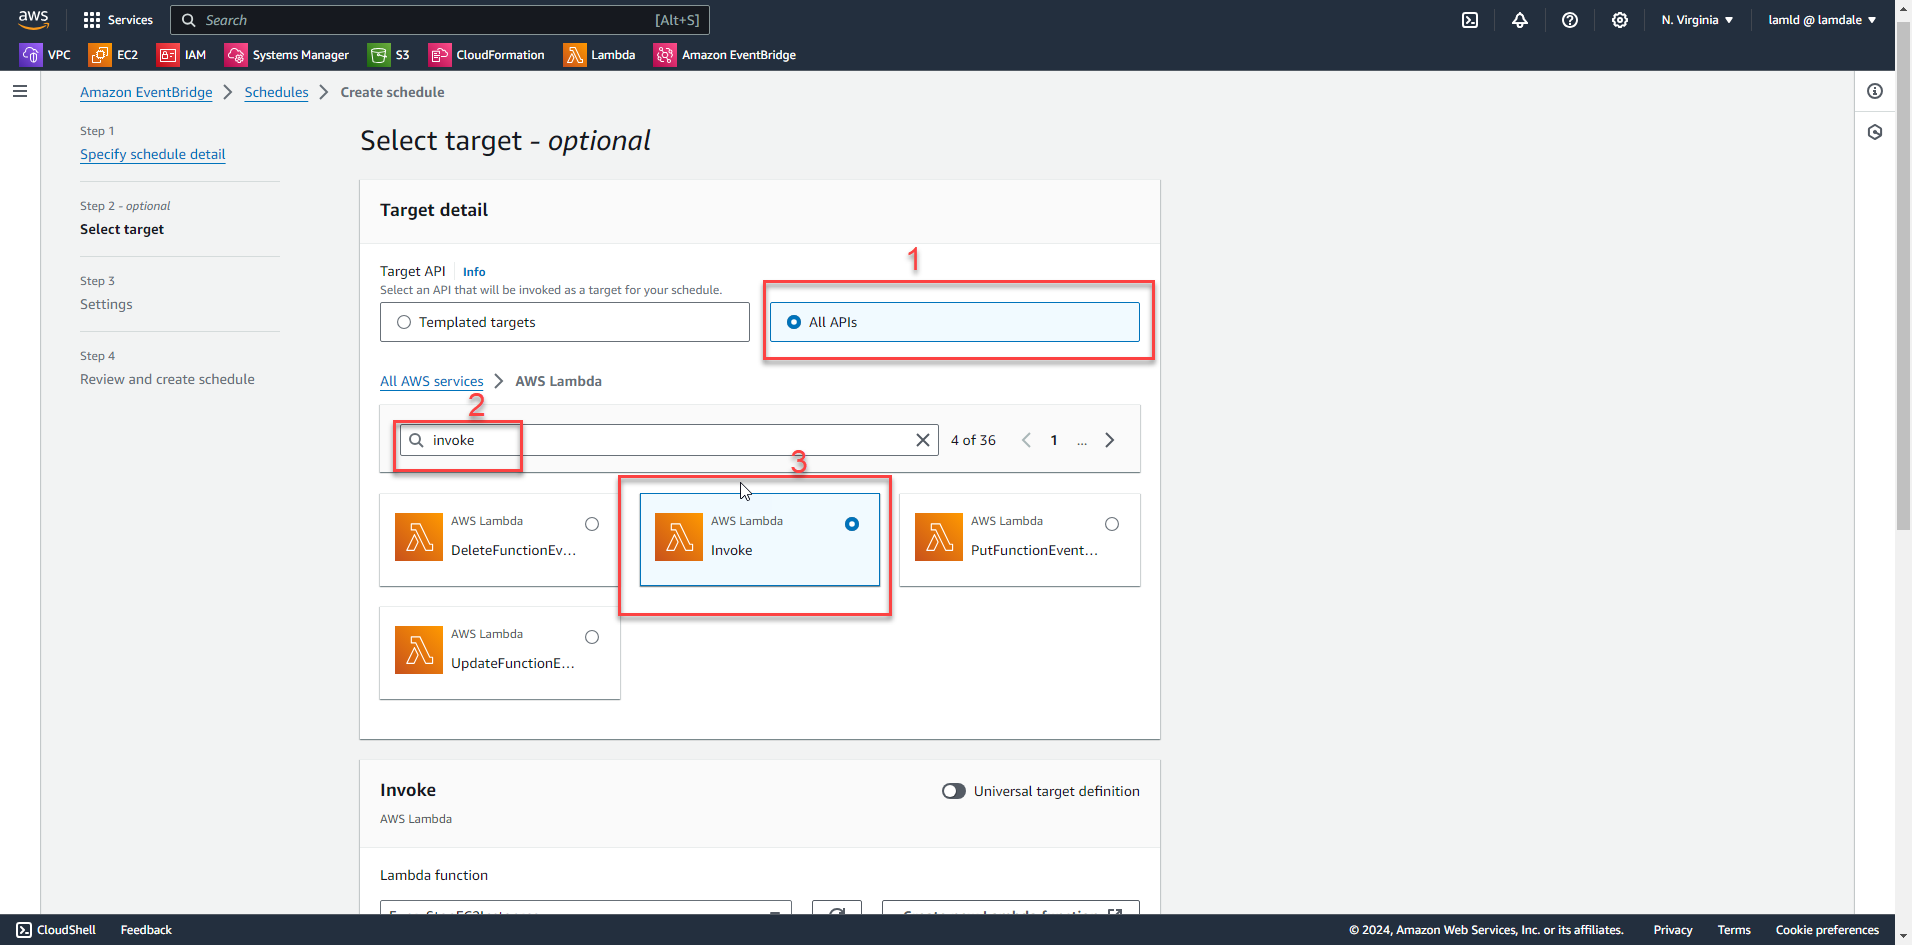 aws
Services
Search
[Alt+S]
N. Virginia
lamld @ lamdale
VPC
EC2
IAM
Systems Manager
S3
CloudFormation
Lambda
Amazon EventBridge
Amazon EventBridge
Schedules
Create schedule
Step 1
Specify schedule detail
Step 2 - optional
Select target
Step 3
Settings
Step 4
Review and create schedule
Select target - optional
Target detail
1
Target API
Info
Select an API that will be invoked as a target for your schedule.
Templated targets
All APIs
All AWS services
AWS Lambda
2
invoke
4 of 36
1
...
3
AWS Lambda
DeleteFunctionEv...
AWS Lambda
Invoke
AWS Lambda
PutFunctionEvent...
AWS Lambda
UpdateFunctionE...
Invoke
Universal target definition
AWS Lambda
Lambda function
CloudShell
Feedback
© 2024, Amazon Web Services, Inc. or its affiliates.
Privacy
Terms
Cookie preferences